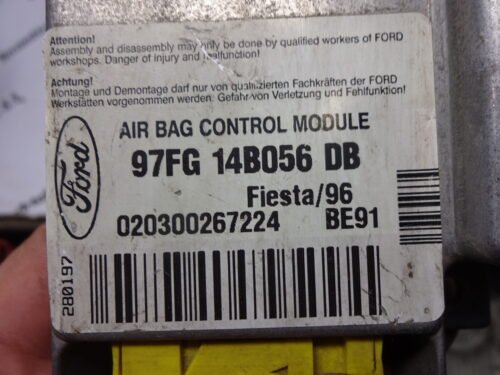 Attention!
Assembly and disassembly may only be done by qualified workers of FORD
workshops. Danger of injury and malfunction!
Achtung!
Montage und Demontage darf nur von qualifizierten Fachkräften der FORD
Werkstätten vorgenommen werden: Gefahr von Verletzung und Fehlfunktion!
Ford
AIR BAG CONTROL MODULE
97FG 14B056 DB
Fiesta/96
020300267224 BE91
280197